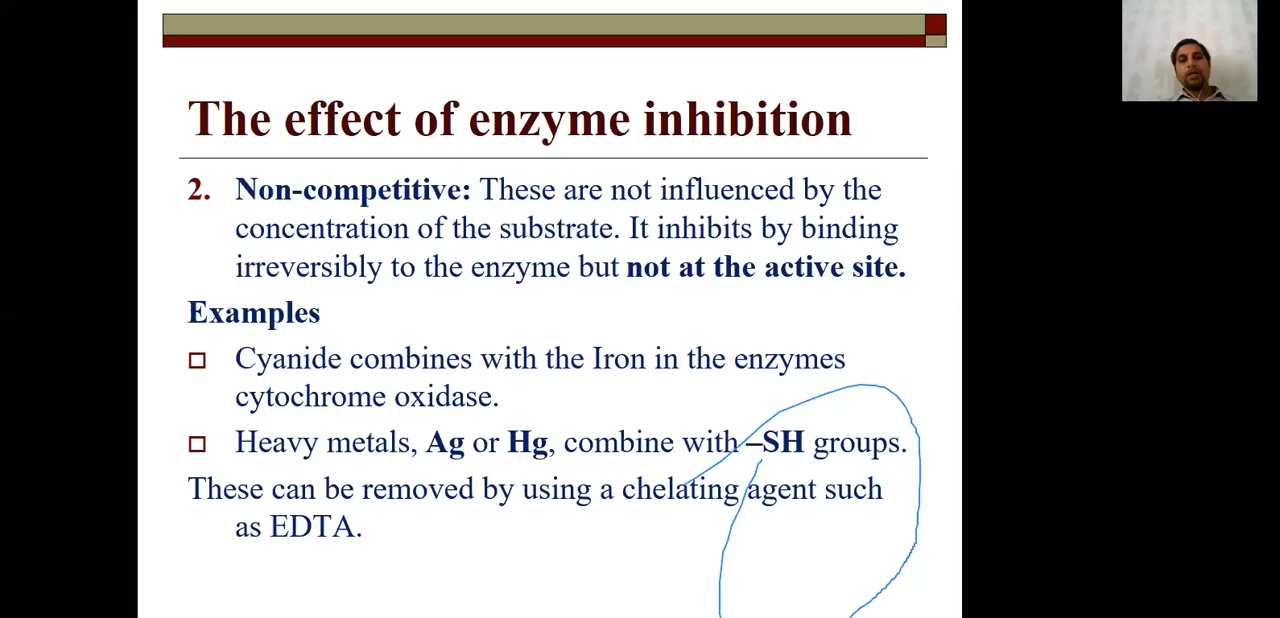 The effect of enzyme inhibition
2. Non-competitive: These are not influenced by the
concentration of the substrate. It inhibits by binding
irreversibly to the enzyme but not at the active site.
Examples
Cyanide combines with the Iron in the enzymes
cytochrome oxidase.
Heavy metals, Ag or Hg, combine with –SH groups.
These can be removed by using a chelating agent such
as EDTA.